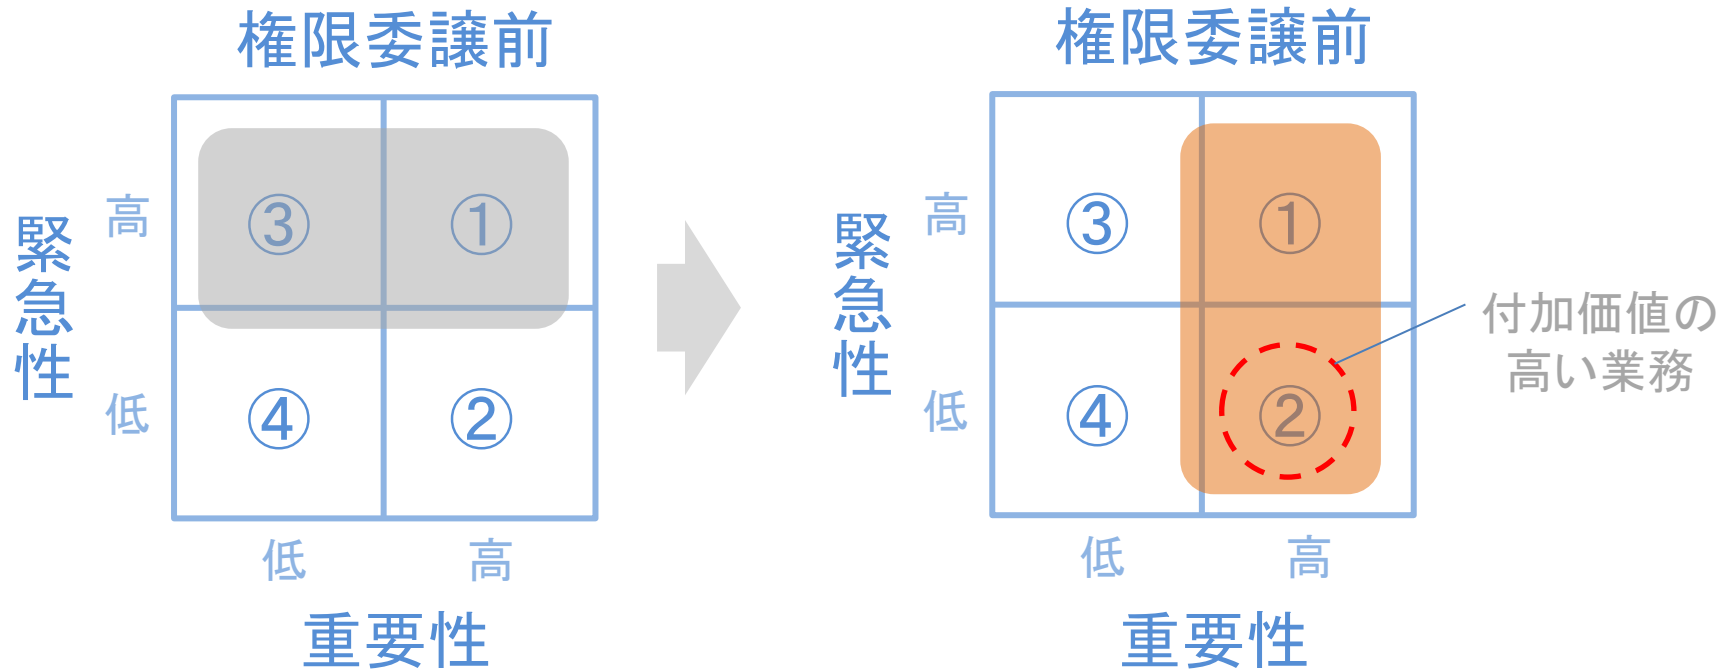 権限委譲前
緊急性
高
低
③
①
④
②
低
高
重要性
権限委譲前
緊急性
高
低
③
①
④
②
低
高
重要性
付加価値の
高い業務